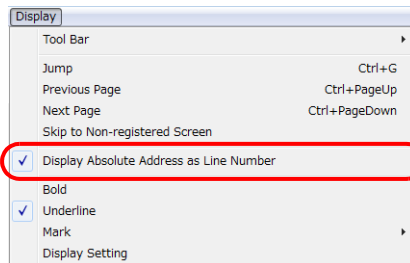 Display
Tool Bar
Jump Ctrl+G
Previous Page Ctrl+PageUp
Next Page Ctrl+PageDown
Skip to Non-registered Screen
Display Absolute Address as Line Number
Bold
Underline
Mark
Display Setting